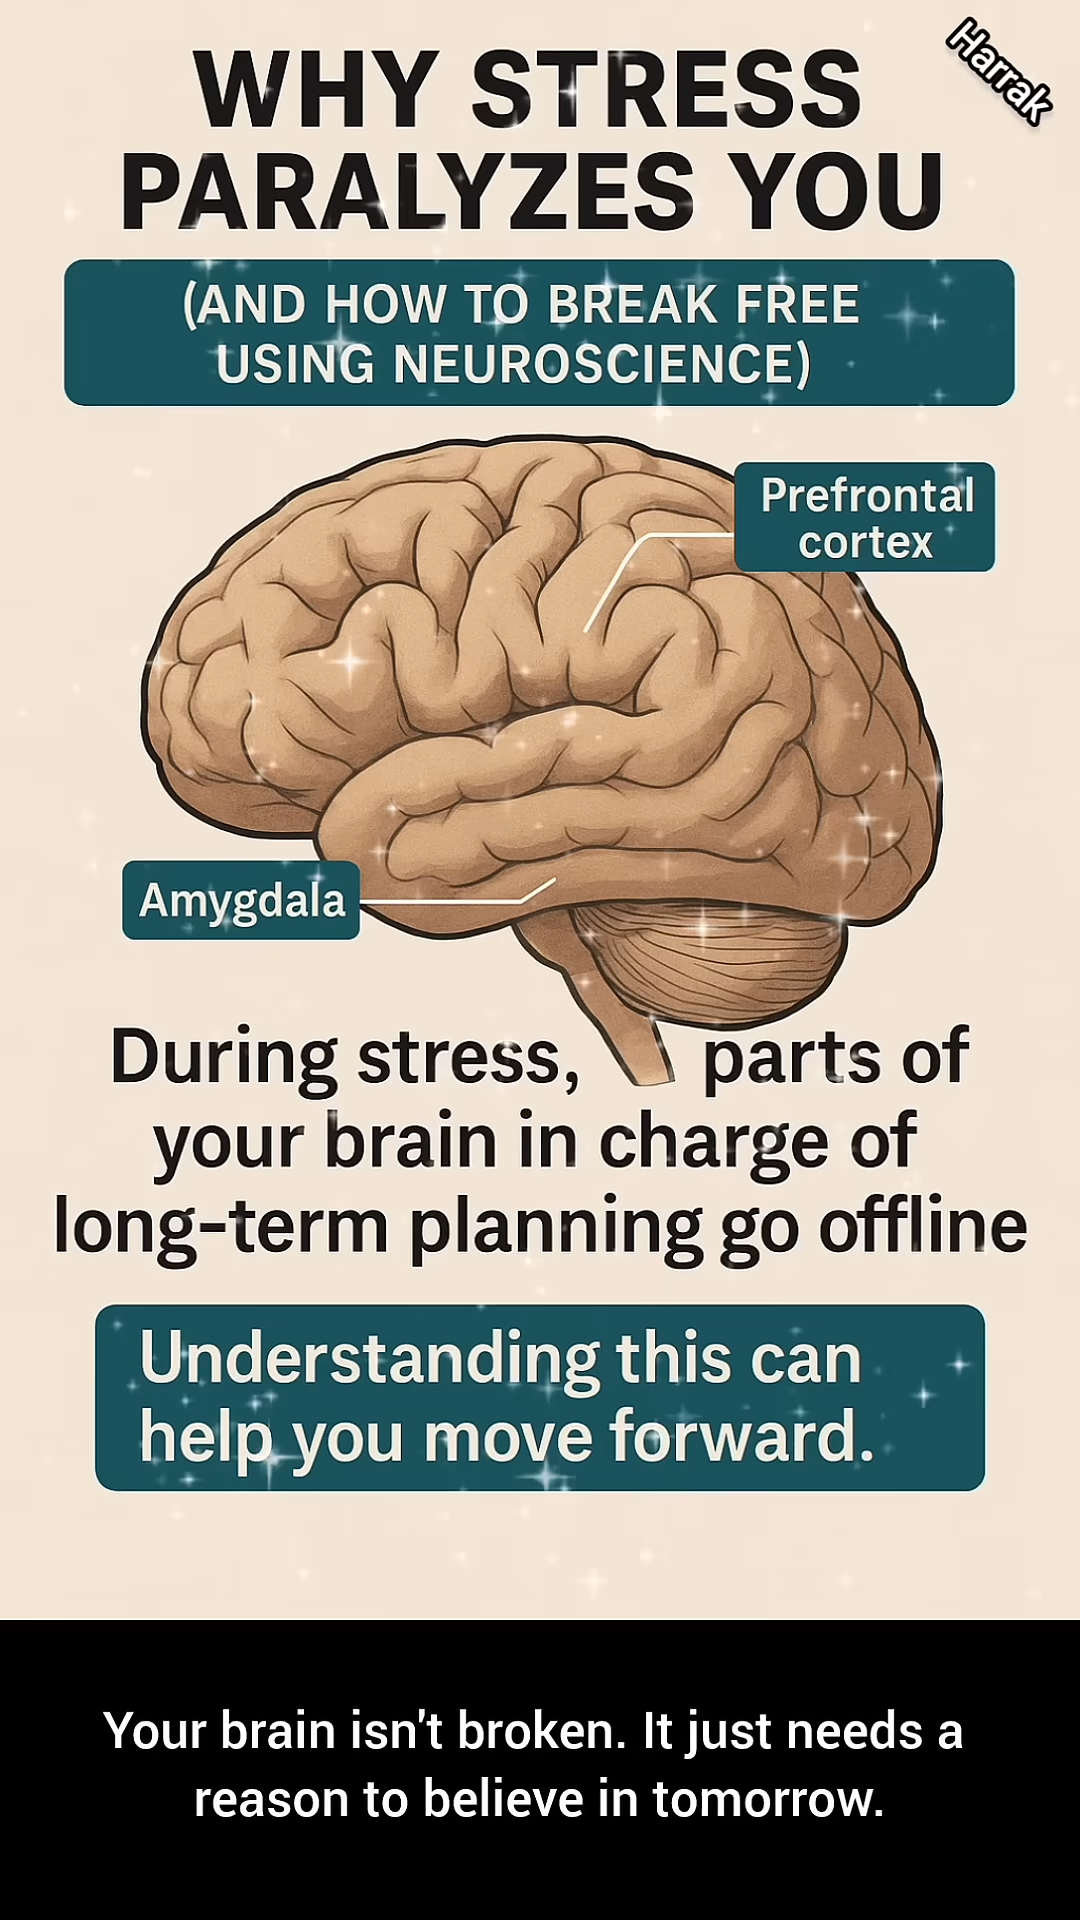 Harrak
WHY STRESS
PARALYZES YOU
(AND HOW TO BREAK FREE
USING NEUROSCIENCE)
Prefrontal
cortex
Amygdala
During stress, parts of
your brain in charge of
long-term planning go offline
Understanding this can
help you move forward.
Your brain isn't broken. It just needs a
reason to believe in tomorrow.